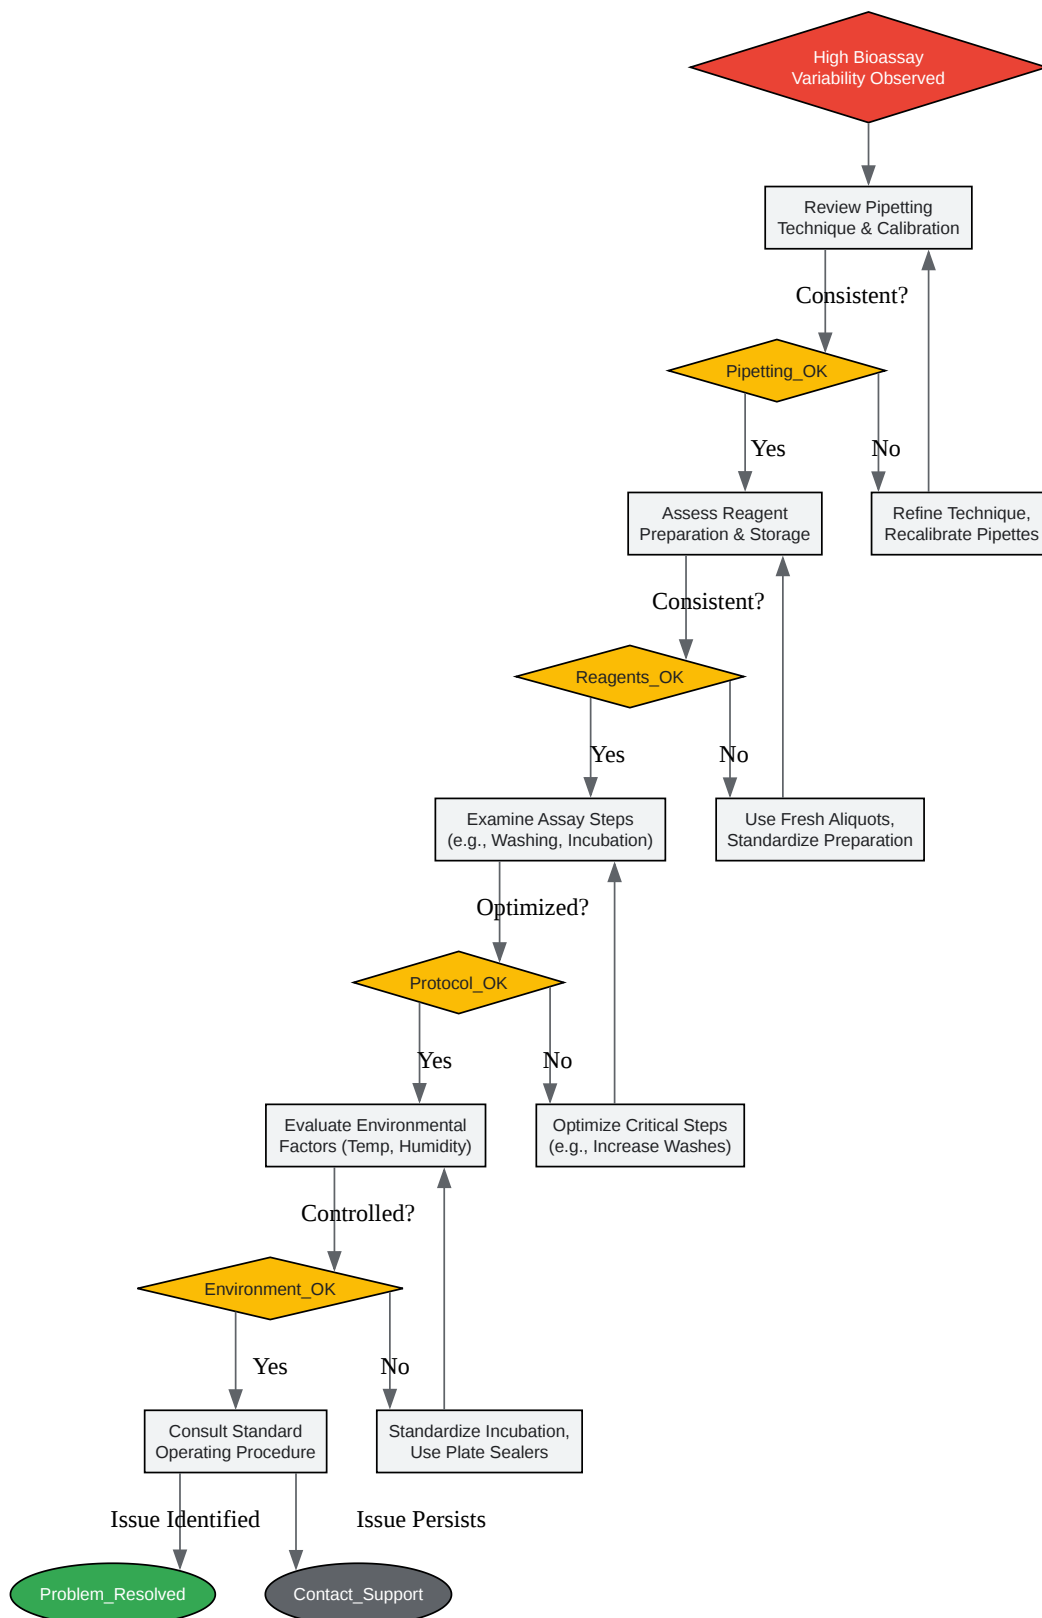 High Bioassay
Variability Observed
Review Pipetting
Technique & Calibration
Consistent?
Pipetting_OK
Yes
No
Assess Reagent
Preparation & Storage
Refine Technique,
Recalibrate Pipettes
Consistent?
Reagents_OK
Yes
No
Examine Assay Steps
(e.g., Washing, Incubation)
Use Fresh Aliquots,
Standardize Preparation
Optimized?
Protocol_OK
Yes
No
Evaluate Environmental
Factors (Temp, Humidity)
Optimize Critical Steps
(e.g., Increase Washes)
Controlled?
Environment_OK
Yes
No
Consult Standard
Operating Procedure
Standardize Incubation,
Use Plate Sealers
Issue Identified
Issue Persists
Problem_Resolved
Contact_Support